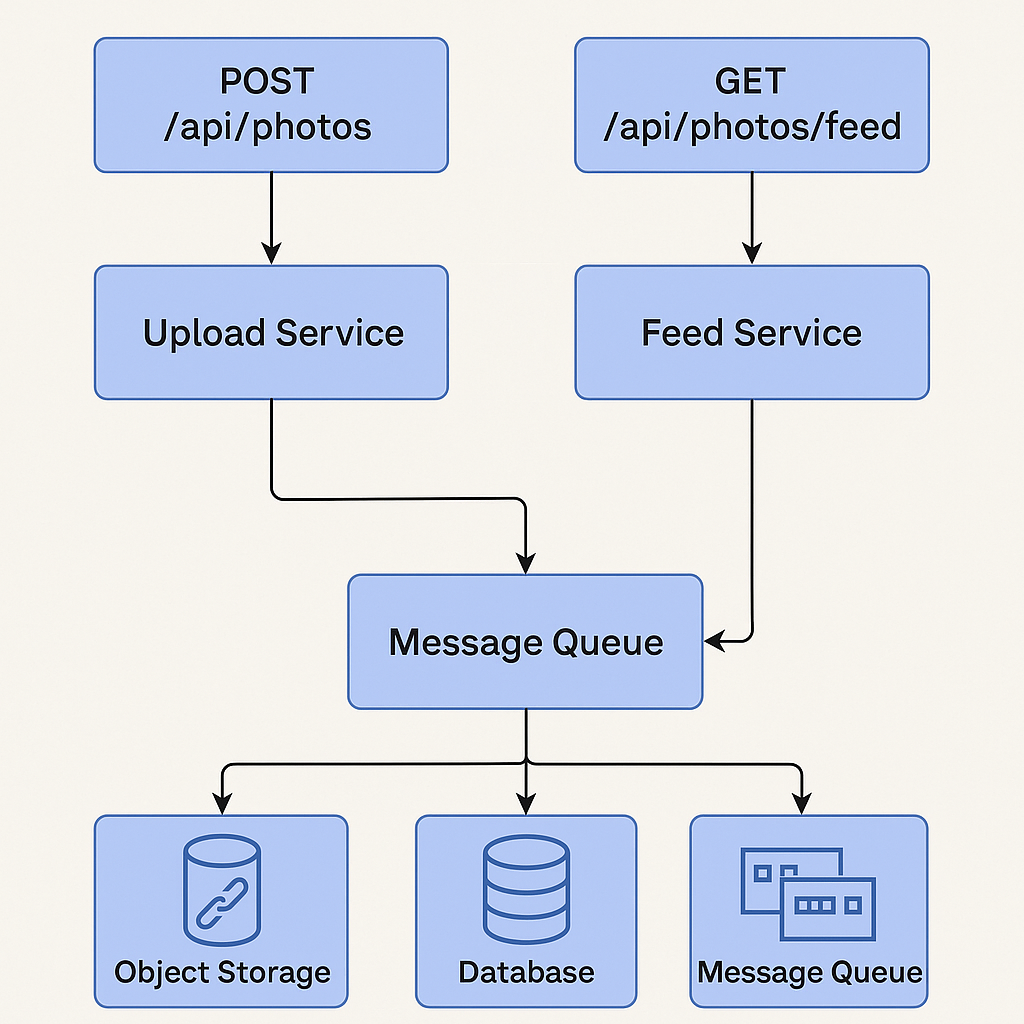 POST
/api/photos
GET
/api/photos/feed
Upload Service
Feed Service
Message Queue
Object Storage
Database
Message Queue